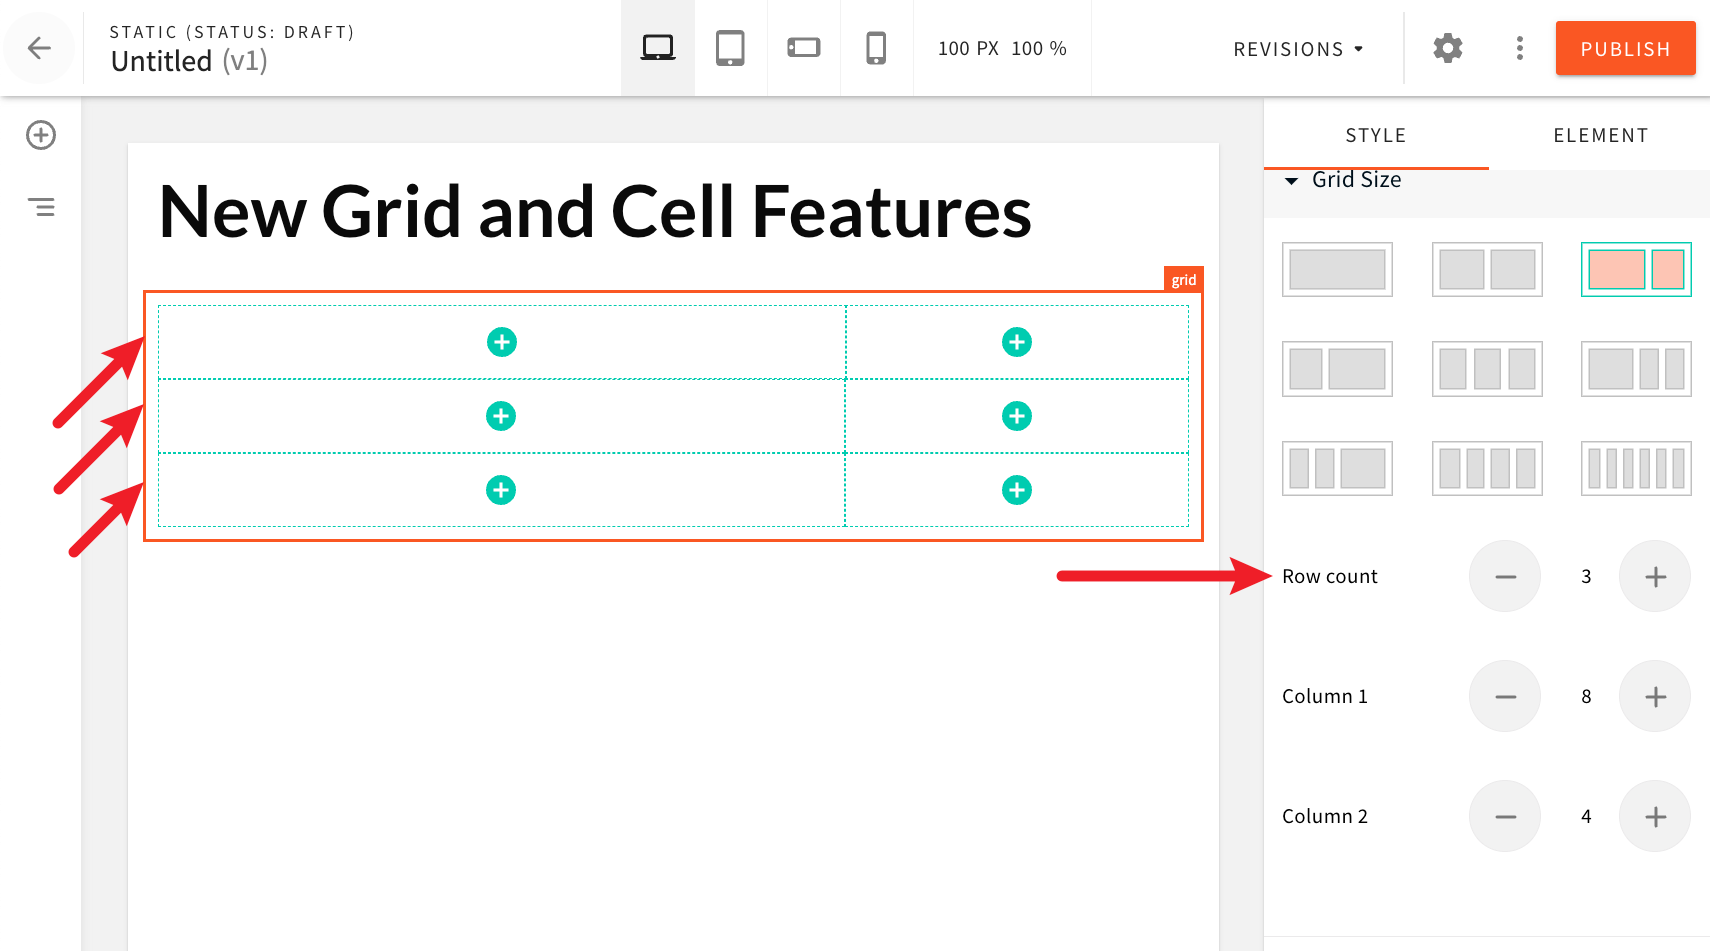 STATIC (STATUS: DRAFT)
Untitled (v1)
100 PX 100 %
REVISIONS
PUBLISH
STYLE ELEMENT
Grid Size
New Grid and Cell Features
grid
Row count 3
Column 1 8
Column 2 4